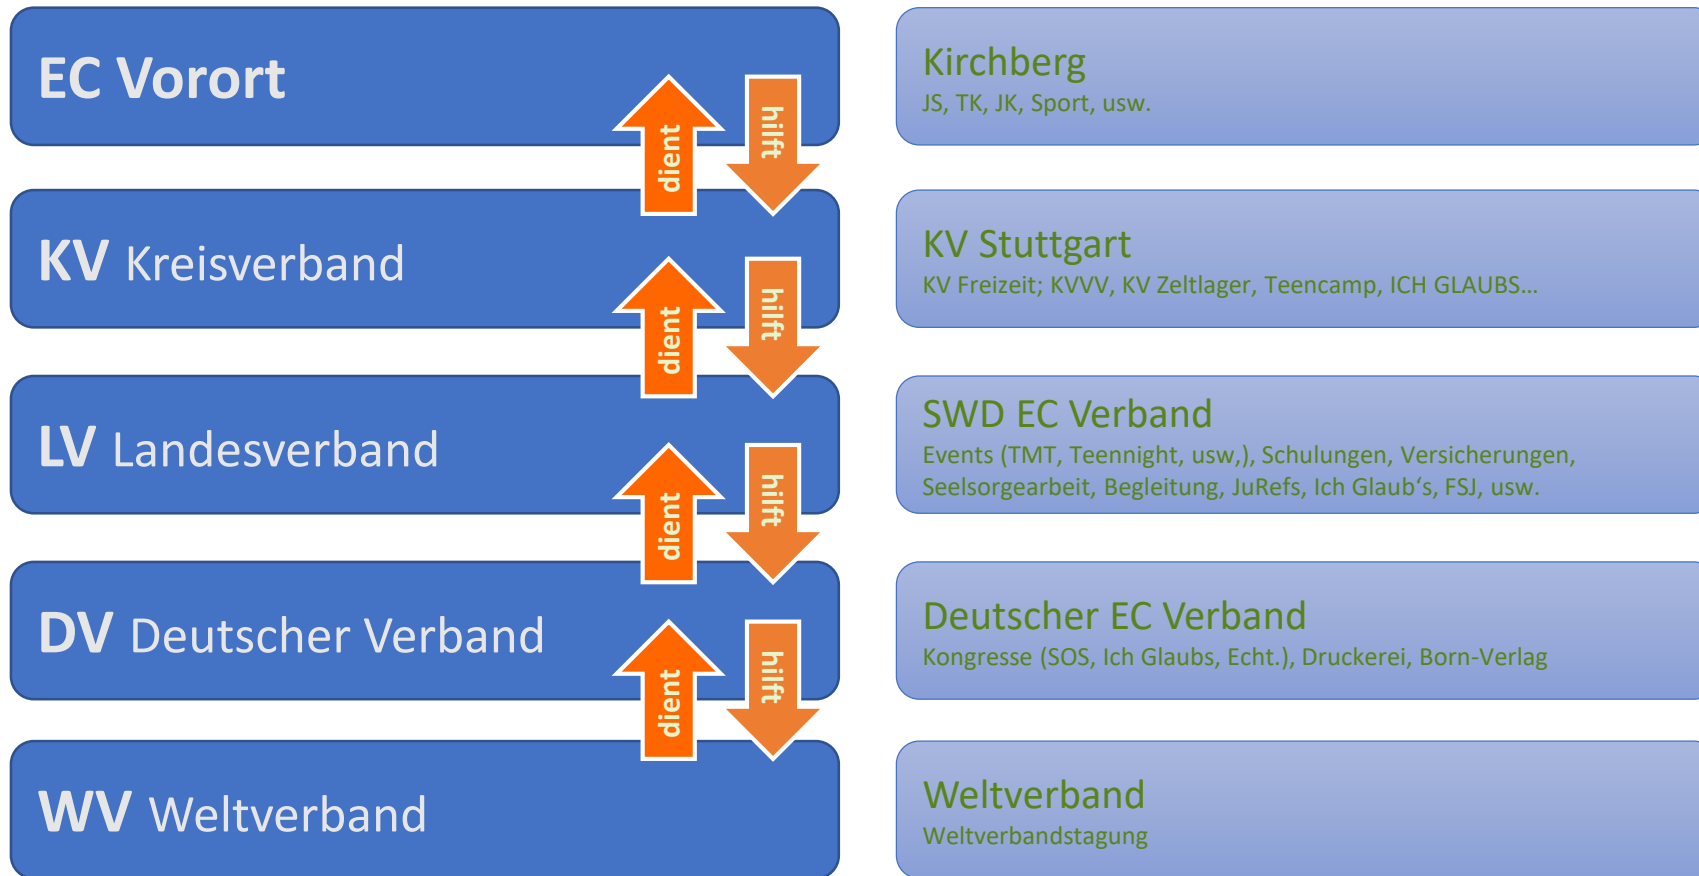 EC Vorort
Kirchberg
JS, TK, JK, Sport, usw.
dient
hilft
KV Kreisverband
KV Stuttgart
KV Freizeit; KVVV, KV Zeltlager, Teencamp, ICH GLAUBS…
dient
hilft
LV Landesverband
SWD EC Verband
Events (TMT, Teennight, usw,), Schulungen, Versicherungen,
Seelsorgearbeit, Begleitung, JuRefs, Ich Glaub‘s, FSJ, usw.
dient
hilft
DV Deutscher Verband
Deutscher EC Verband
Kongresse (SOS, Ich Glaubs, Echt.), Druckerei, Born-Verlag
dient
hilft
WV Weltverband
Weltverband
Weltverbandstagung